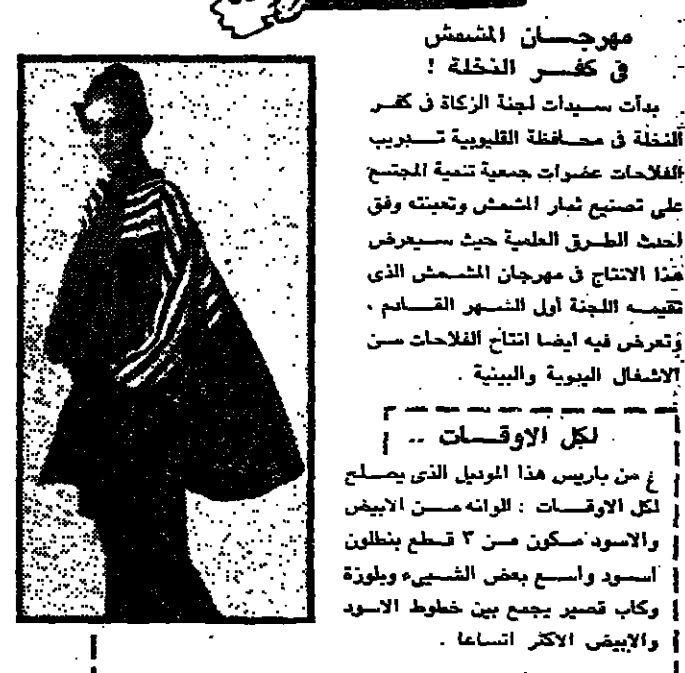 مهرجسان المشمش
فى كفسر النخلة !
بدأت سيدات لجنة الزكاة فى كفر
النخلة فى محافظة القليوبية تدريب
الفلاحات عضوات جمعية تنمية المجتمع
على تصنيع ثمار المشمش وتعبئته وفق
احدث الطرق العلمية حيث سيعرض
هذا الانتاج فى مهرجان المشمش الذى
تقيمه اللجنة أول الشهر القادم .
وتعرض فيه ايضا انتاج الفلاحات من
الاشغال اليدوية والبيئية .
لكل الاوقات ..
من باريس هذا الموديل الذى يصلح
لكل الاوقات : الوانه من الابيض
والاسود مكون من ٣ قطع بنطلون
اسود واسع بعض الشىء وبلوزة
وكاب قصير يجمع بين خطوط الاسود
والابيض الاكثر اتساعا .